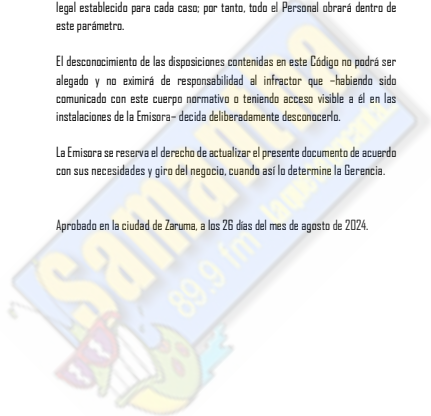 legal establecido para cada caso; por tanto, todo el Personal obrará dentro de
este parámetro.
El desconocimiento de las disposiciones contenidas en este Código no podrá ser
alegado y no eximirá de responsabilidad al infractor que –habiendo sido
comunicado con este cuerpo normativo o teniendo acceso visible a él en las
instalaciones de la Emisora– decida deliberadamente desconocerlo.
La Emisora se reserva el derecho de actualizar el presente documento de acuerdo
con sus necesidades y giro del negocio, cuando así lo determine la Gerencia.
Aprobado en la ciudad de Zaruma, a los 26 días del mes de agosto de 2024.
89.9 fm